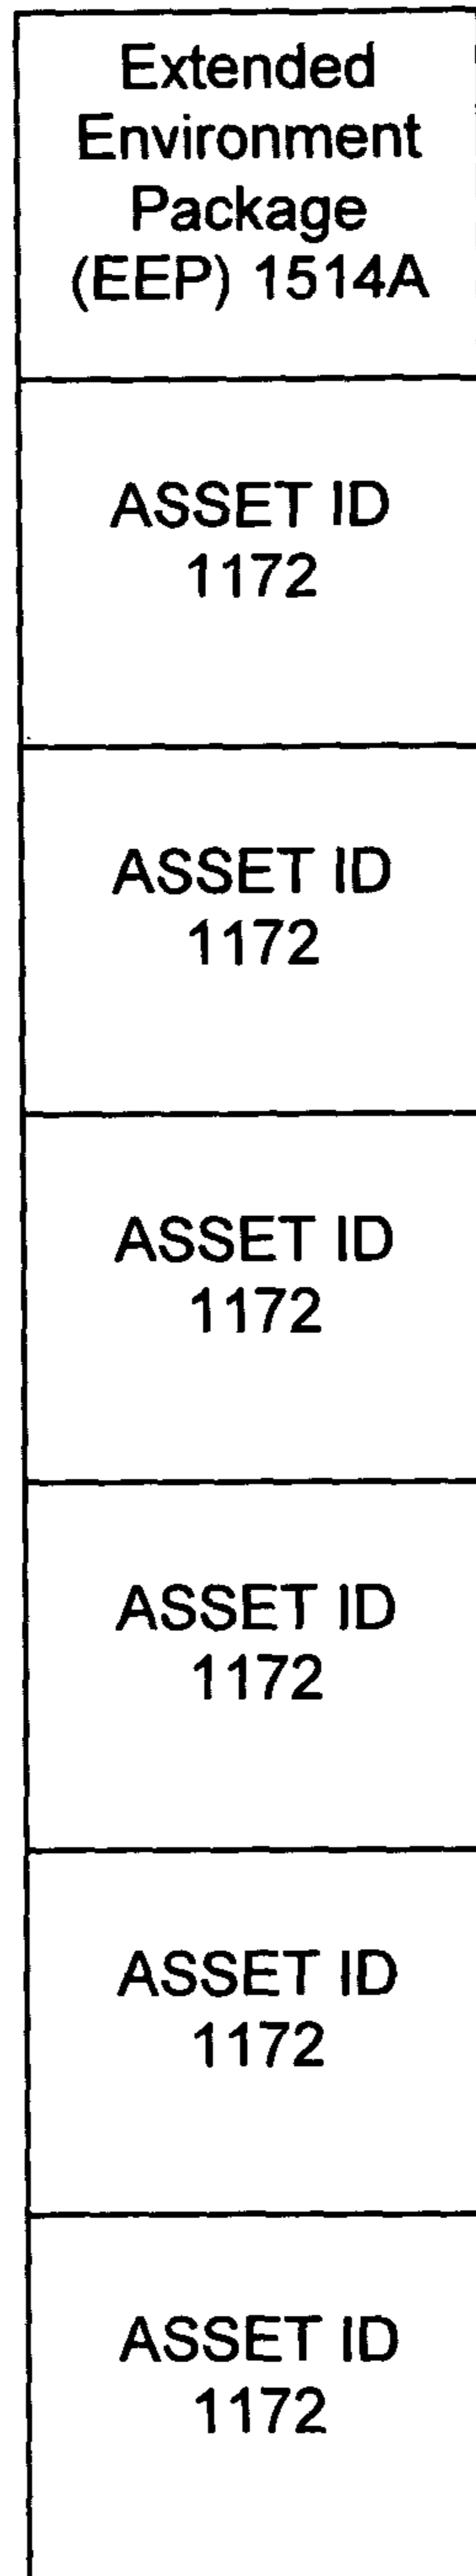 Extended
Environment
Package
(EEP) 1514A
ASSET ID
1172
ASSET ID
1172
ASSET ID
1172
ASSET ID
1172
ASSET ID
1172
ASSET ID
1172